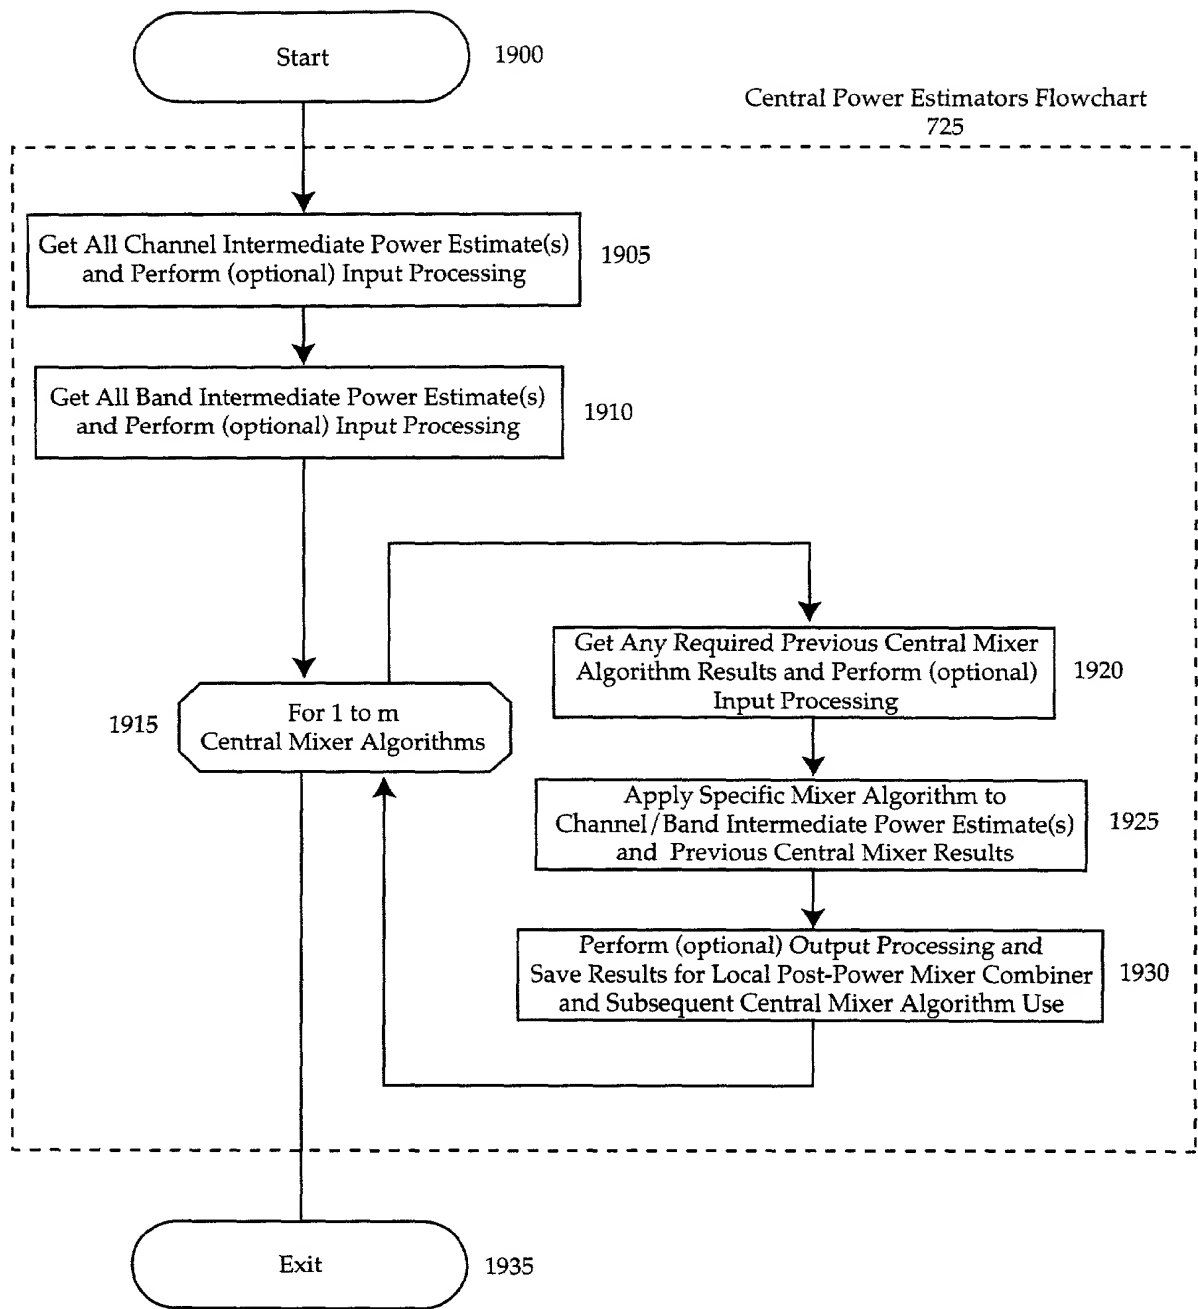 Start
1900
Central Power Estimators Flowchart
725
Get All Channel Intermediate Power Estimate(s)
and Perform (optional) Input Processing
1905
Get All Band Intermediate Power Estimate(s)
and Perform (optional) Input Processing
1910
1915
For 1 to m
Central Mixer Algorithms
Get Any Required Previous Central Mixer
Algorithm Results and Perform (optional)
Input Processing
1920
Apply Specific Mixer Algorithm to
Channel/Band Intermediate Power Estimate(s)
and Previous Central Mixer Results
1925
Perform (optional) Output Processing and
Save Results for Local Post-Power Mixer Combiner
and Subsequent Central Mixer Algorithm Use
1930
Exit
1935